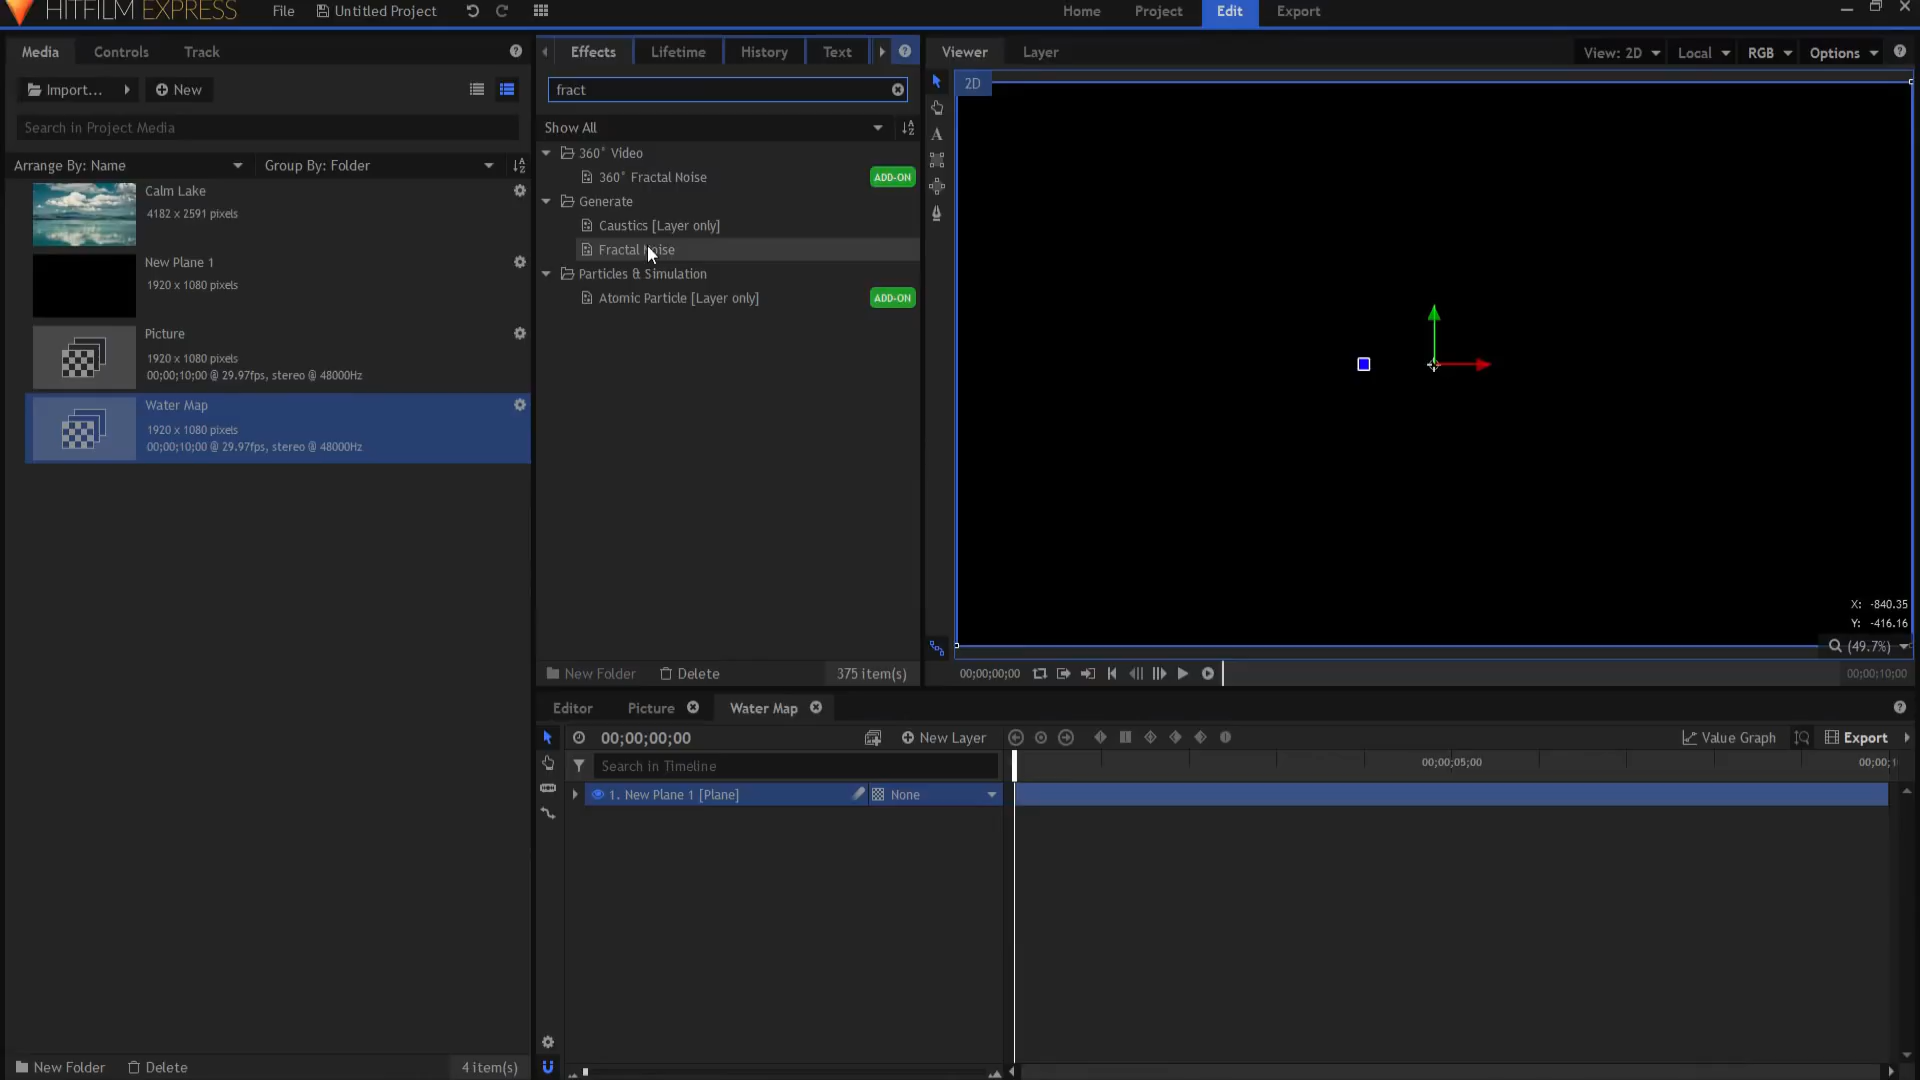 HITFILM EXPRESS
File
Untitled Project
Home
Project
Edit
Export
Media
Controls
Track
Import...
New
Search in Project Media
Arrange By: Name
Group By: Folder
Calm Lake
4182 x 2591 pixels
New Plane 1
1920 x 1080 pixels
Picture
1920 x 1080 pixels
00;00;10;00 @ 29.97fps, stereo @ 48000Hz
Water Map
1920 x 1080 pixels
00;00;10;00 @ 29.97fps, stereo @ 48000Hz
New Folder
Delete
4 item(s)
Effects
Lifetime
History
Text
fract
Show All
360° Video
360° Fractal Noise
ADD-ON
Generate
Caustics [Layer only]
Fractal Noise
Particles & Simulation
Atomic Particle [Layer only]
ADD-ON
New Folder
Delete
375 item(s)
Viewer
Layer
View: 2D
Local
RGB
Options
2D
X: -840.35
Y: -416.16
(49.7%)
00;00;00;00
00;00;10;00
Editor
Picture
Water Map
00;00;00;00
New Layer
Value Graph
Export
Search in Timeline
00;00;05;00
00;00;1
1. New Plane 1 [Plane]
None